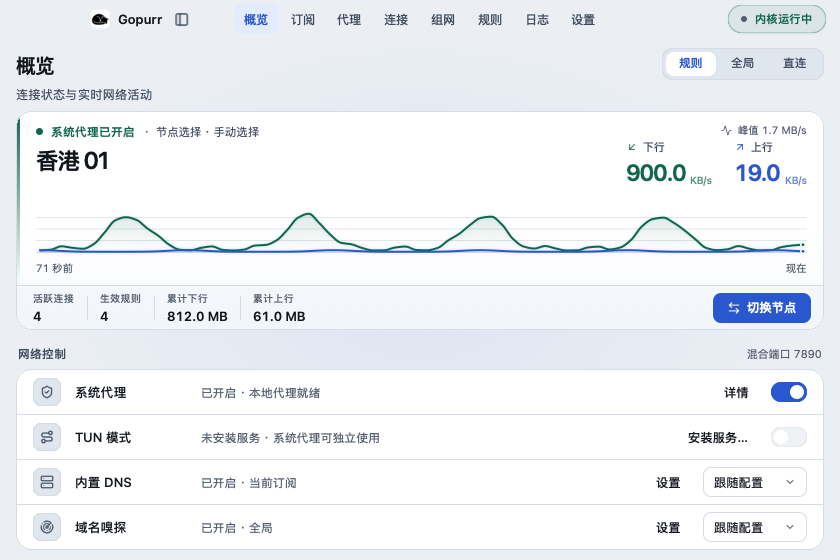 Gopurr 概览 订阅 代理 连接 组网 规则 日志 设置 内核运行中
概览
规则 全局 直连
连接状态与实时网络活动
系统代理已开启 · 节点选择 · 手动选择
峰值 1.7 MB/s
香港 01
下行 上行
900.0 KB/s 19.0 KB/s
71 秒前 现在
活跃连接 生效规则 累计下行 累计上行
4 4 812.0 MB 61.0 MB
切换节点
网络控制 混合端口 7890
系统代理 已开启 · 本地代理就绪 详情
TUN 模式 未安装服务 · 系统代理可独立使用 安装服务...
内置 DNS 已开启 · 当前订阅 设置 跟随配置
域名嗅探 已开启 · 全局 设置 跟随配置